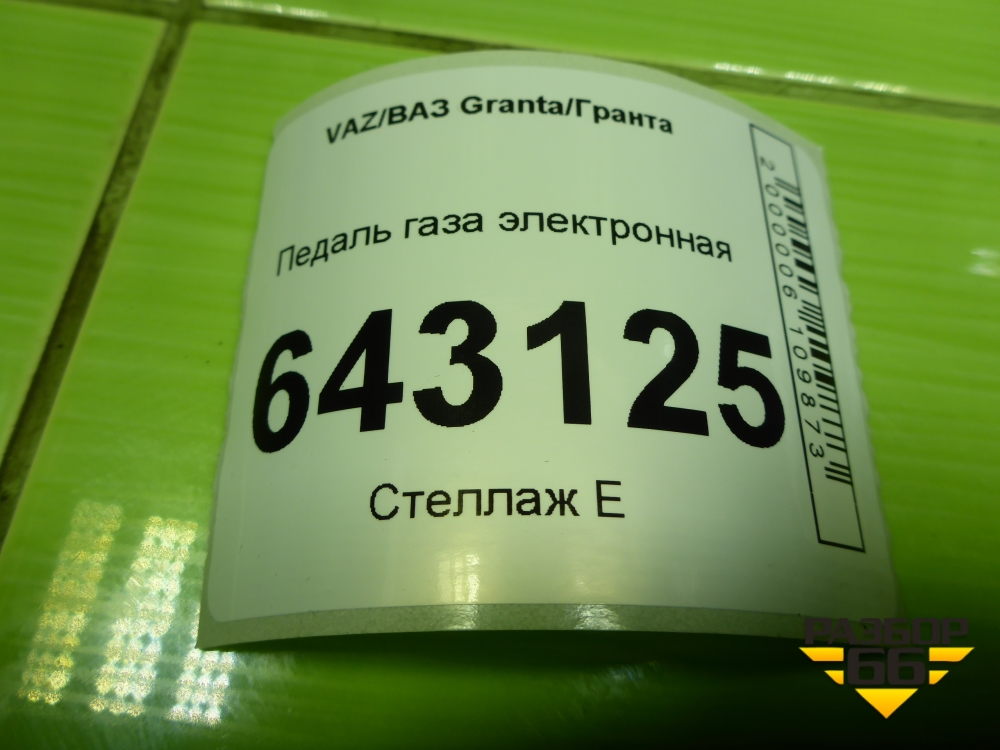 VAZ/ВАЗ Granta/Гранта
Педаль газа электронная
643125
Стеллаж Е
2000006109873
РАЗБОР
66